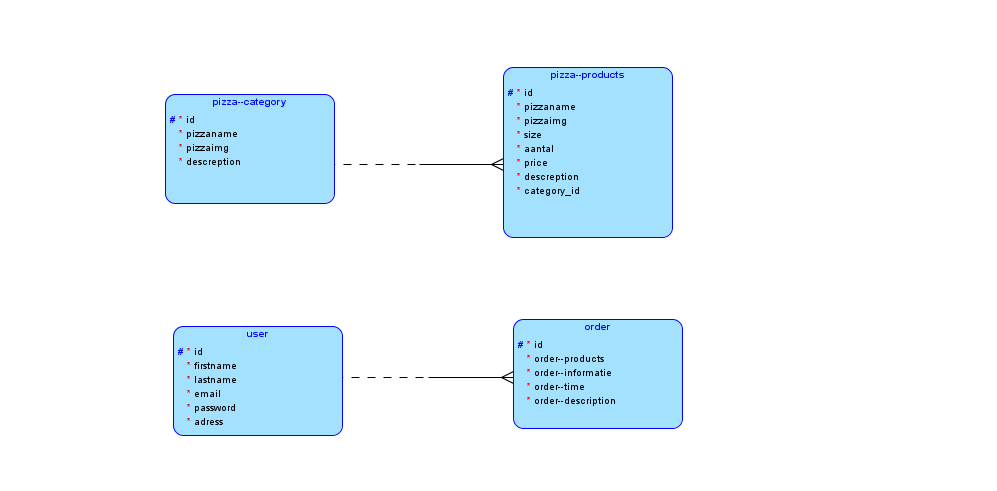 pizza--category
# * id
* pizzaname
* pizzaimg
* descreption
pizza--products
# * id
* pizzaname
* pizzaimg
* size
* aantal
* price
* descreption
* category_id
user
# * id
* firstname
* lastname
* email
* password
* adress
order
# * id
* order--products
* order--informatie
* order--time
* order--description